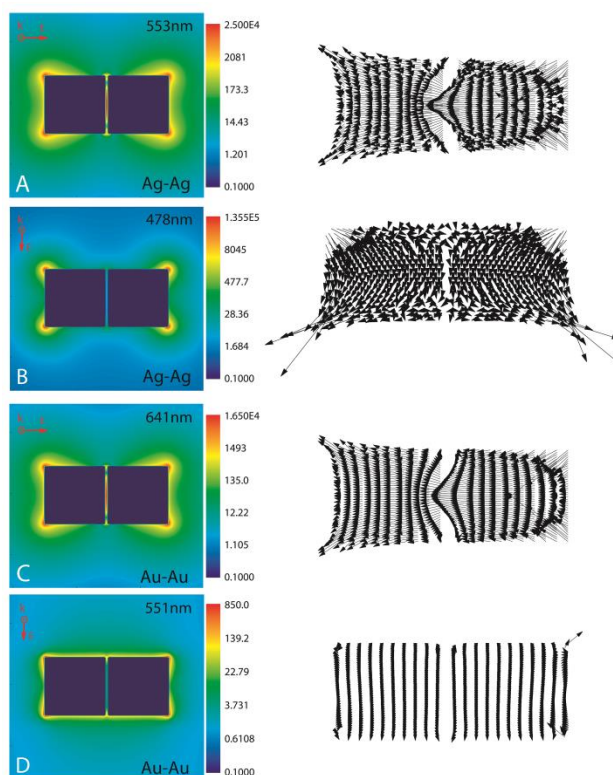 553nm
2.500E4
2081
173.3
14.43
1.201
0.1000
A
Ag-Ag
478nm
1.355E5
8045
477.7
28.36
1.684
0.1000
B
Ag-Ag
641nm
1.650E4
1493
135.0
12.22
1.105
0.1000
C
Au-Au
551nm
850.0
139.2
22.79
3.731
0.6108
0.1000
D
Au-Au